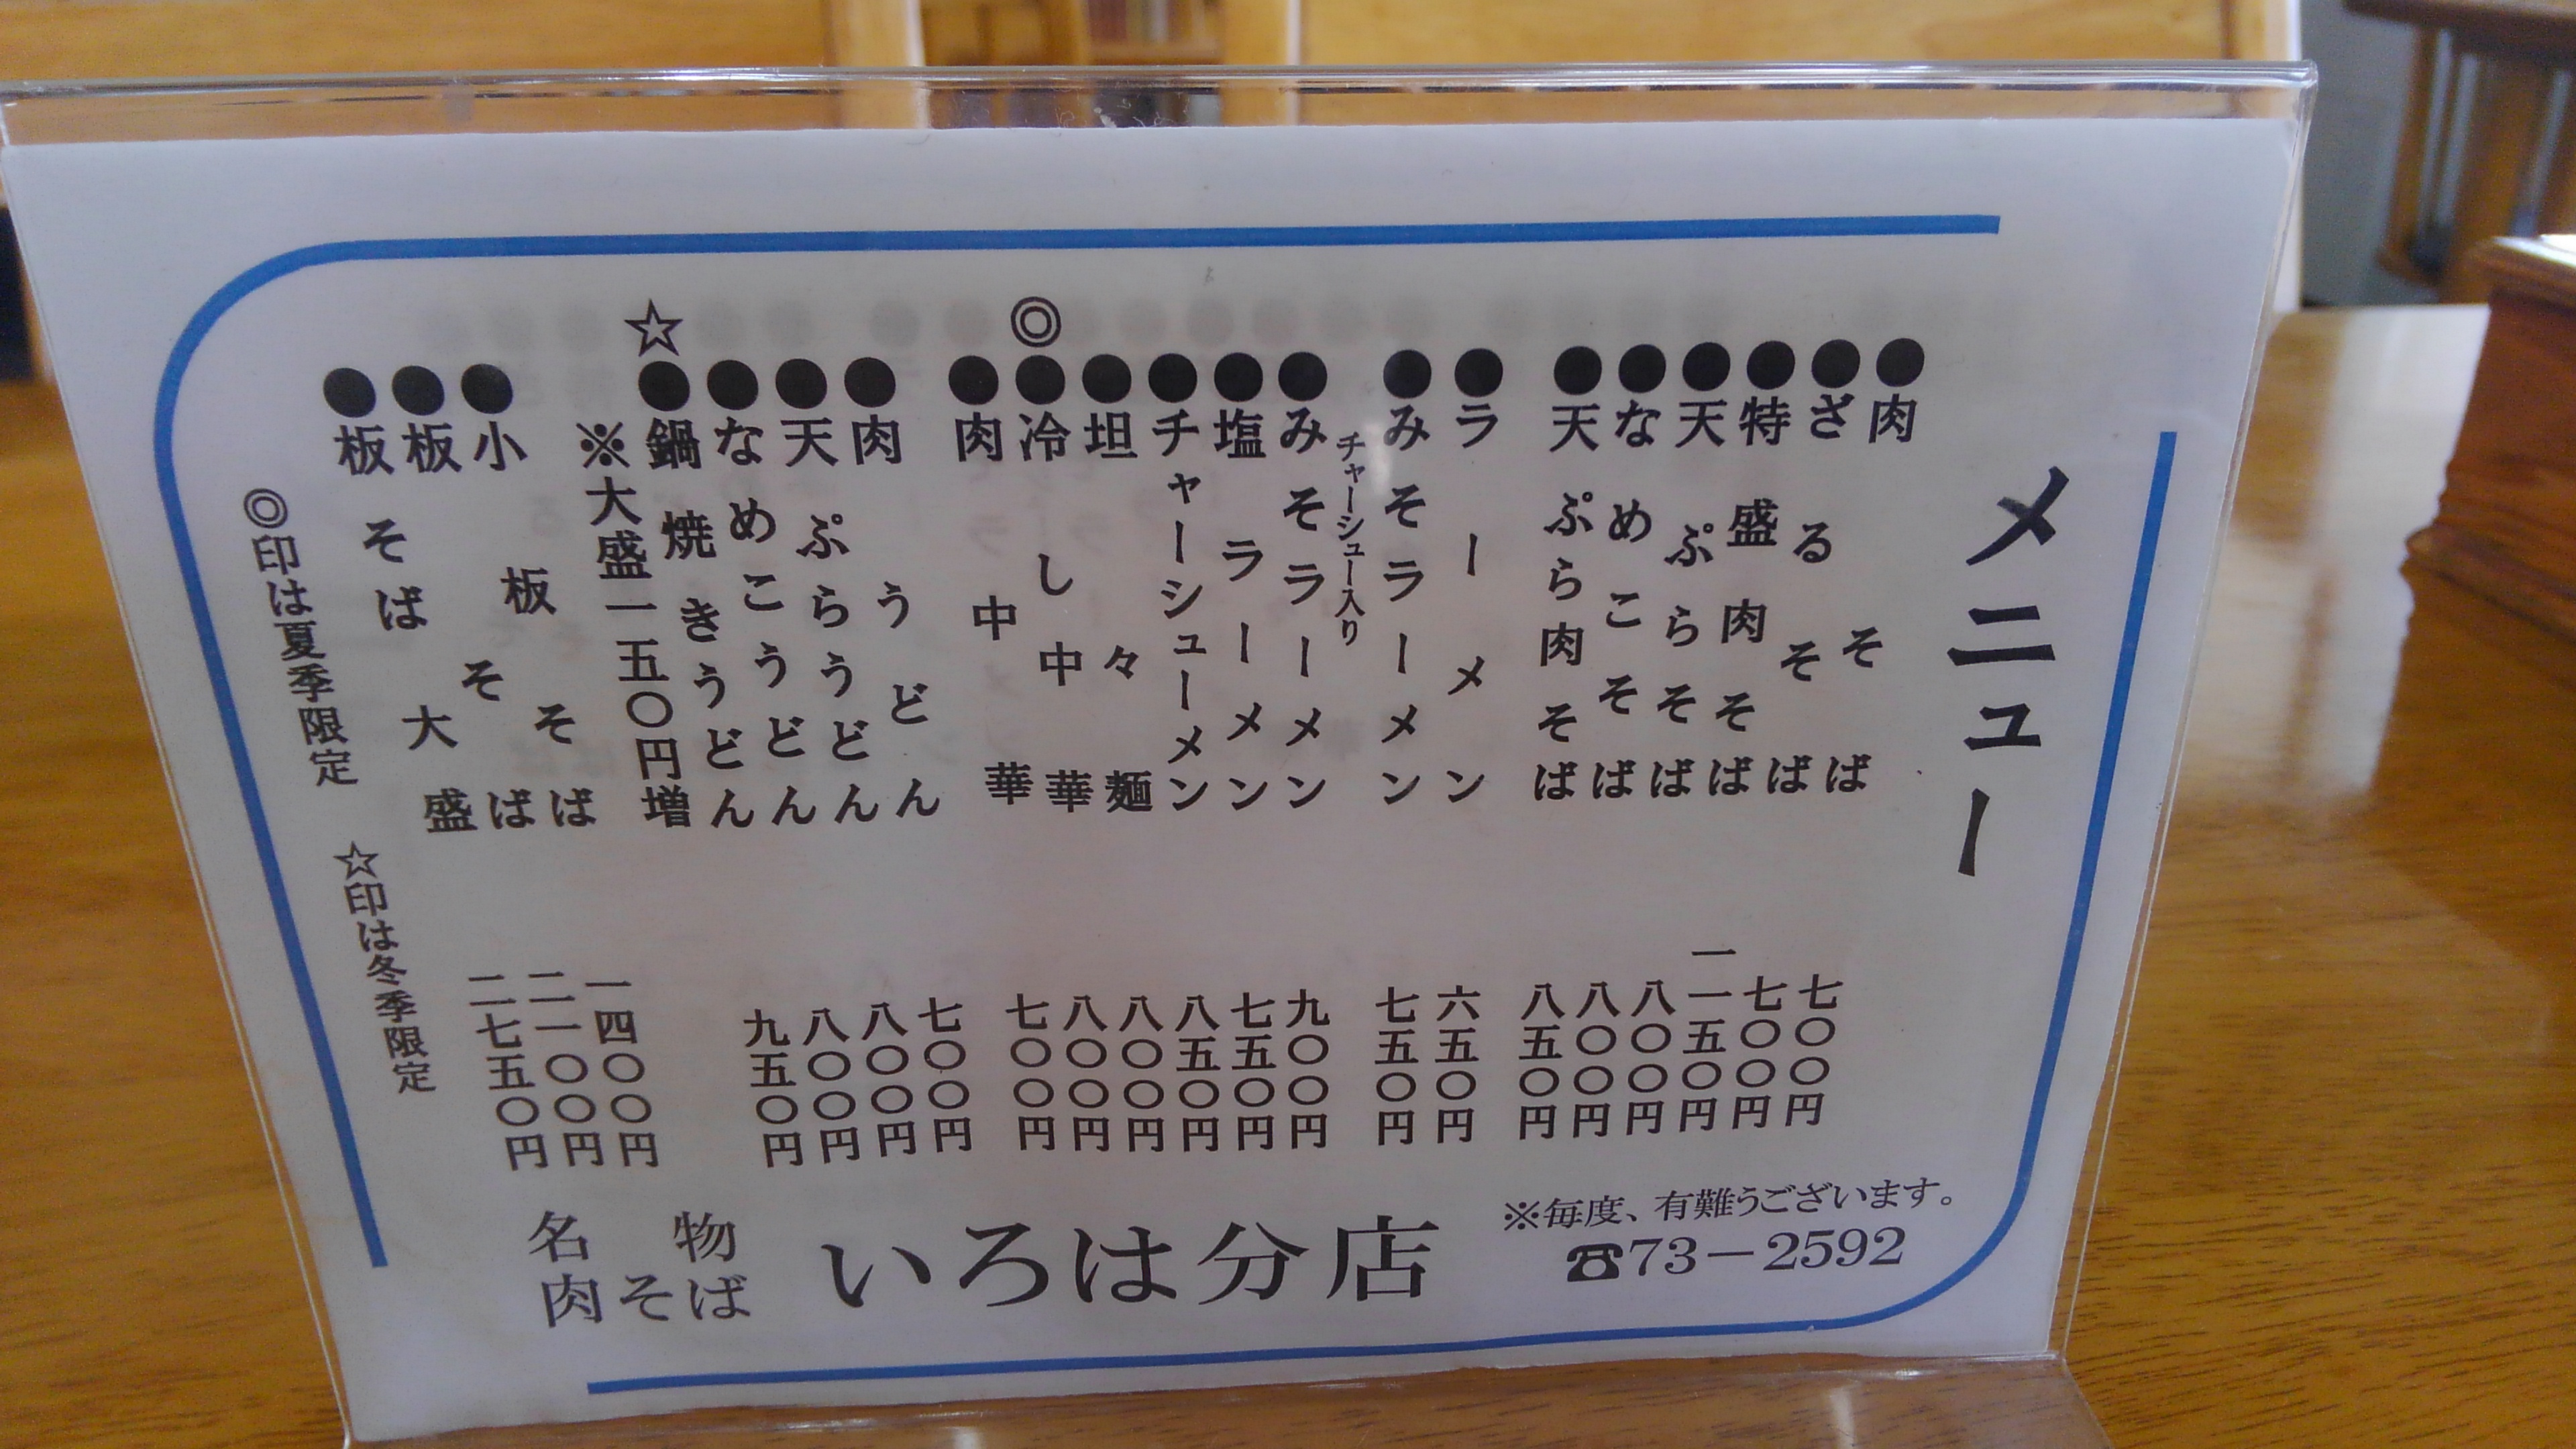 メニュー
●肉そば 七〇〇円
●ざるそば 七〇〇円
●特盛肉そば 一一五〇円
●天ぷらそば 八〇〇円
●なめこそば 八〇〇円
●天ぷら肉そば 八五〇円
●ラーメン 六五〇円
●みそラーメン 七五〇円
チャーシュー入り
●みそラーメン 九〇〇円
●塩ラーメン 七五〇円
●チャーシューメン 八五〇円
●坦々麺 八〇〇円
◎●冷し中華 八〇〇円
●肉中華 七〇〇円
●肉うどん 七〇〇円
●天ぷらうどん 八〇〇円
●なめこうどん 八〇〇円
☆●鍋焼きうどん 九五〇円
※大盛一五〇円増
●小板そば 一四〇〇円
●板そば 二一〇〇円
●板そば大盛 二七五〇円
◎印は夏季限定 ☆印は冬季限定
※毎度、有難うございます。
☎73－2592
いろは分店
名物
肉そば